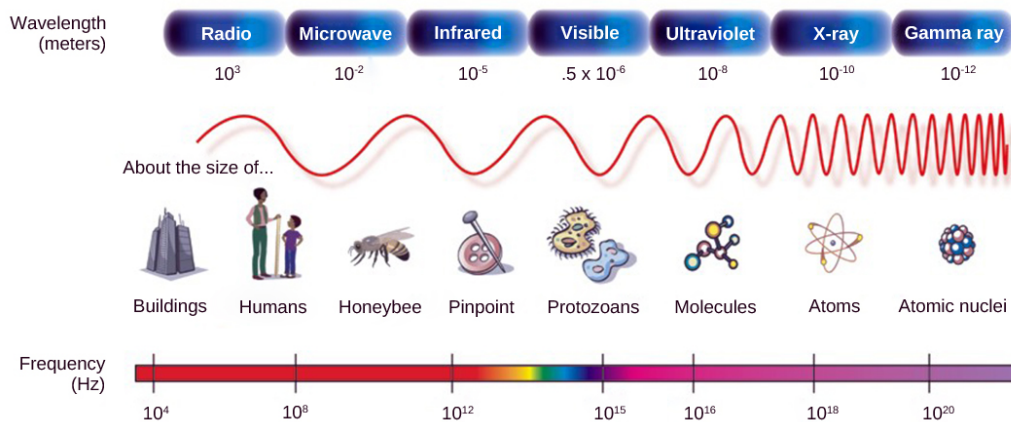 Wavelength
(meters)
Radio Microwave Infrared Visible Ultraviolet X-ray Gamma ray
10³ 10⁻² 10⁻⁵ .5 x 10⁻⁶ 10⁻⁸ 10⁻¹⁰ 10⁻¹²
About the size of...
Buildings Humans Honeybee Pinpoint Protozoans Molecules Atoms Atomic nuclei
Frequency
(Hz)
10⁴ 10⁸ 10¹² 10¹⁵ 10¹⁶ 10¹⁸ 10²⁰